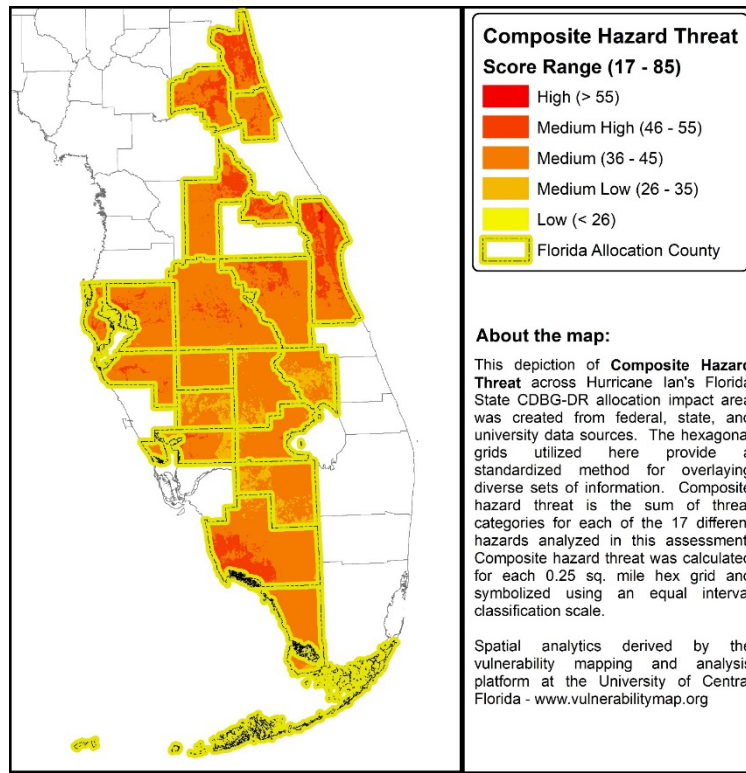 Composite Hazard Threat
Score Range (17 - 85)
High (> 55)
Medium High (46 - 55)
Medium (36 - 45)
Medium Low (26 - 35)
Low (< 26)
Florida Allocation County
About the map:
This depiction of Composite Hazard
Threat across Hurricane Ian's Florida
State CDBG-DR allocation impact area
was created from federal, state, and
university data sources. The hexagonal
grids utilized here provide a
standardized method for overlaying
diverse sets of information. Composite
hazard threat is the sum of threat
categories for each of the 17 different
hazards analyzed in this assessment.
Composite hazard threat was calculated
for each 0.25 sq. mile hex grid and
symbolized using an equal interval
classification scale.
Spatial analytics derived by the
vulnerability mapping and analysis
platform at the University of Central
Florida - www.vulnerabilitymap.org